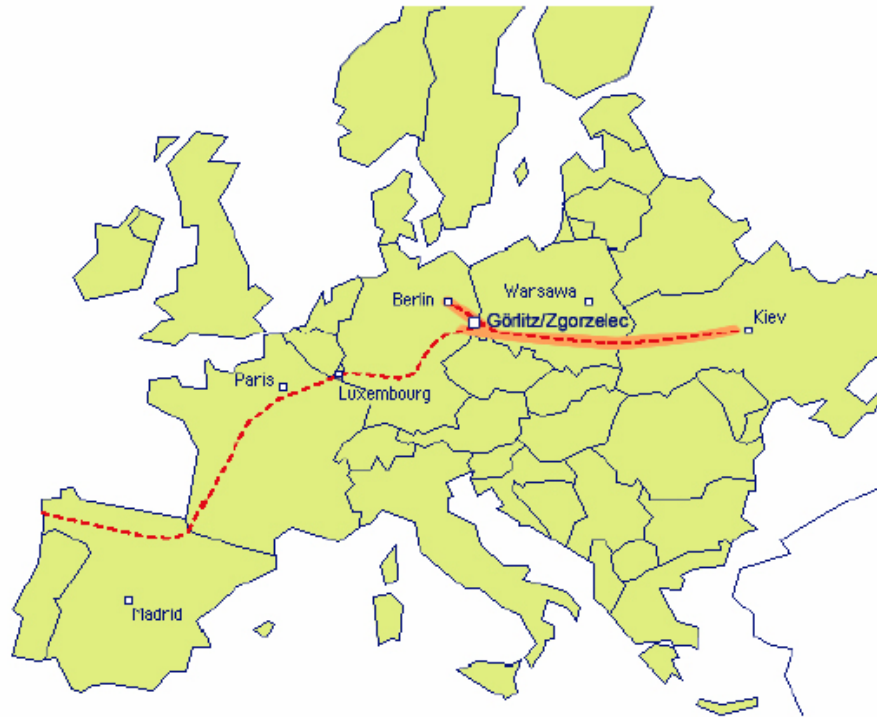 Berlin
Warsawa
Görlitz/Zgorzelec
Kiev
Paris
Luxembourg
Madrid